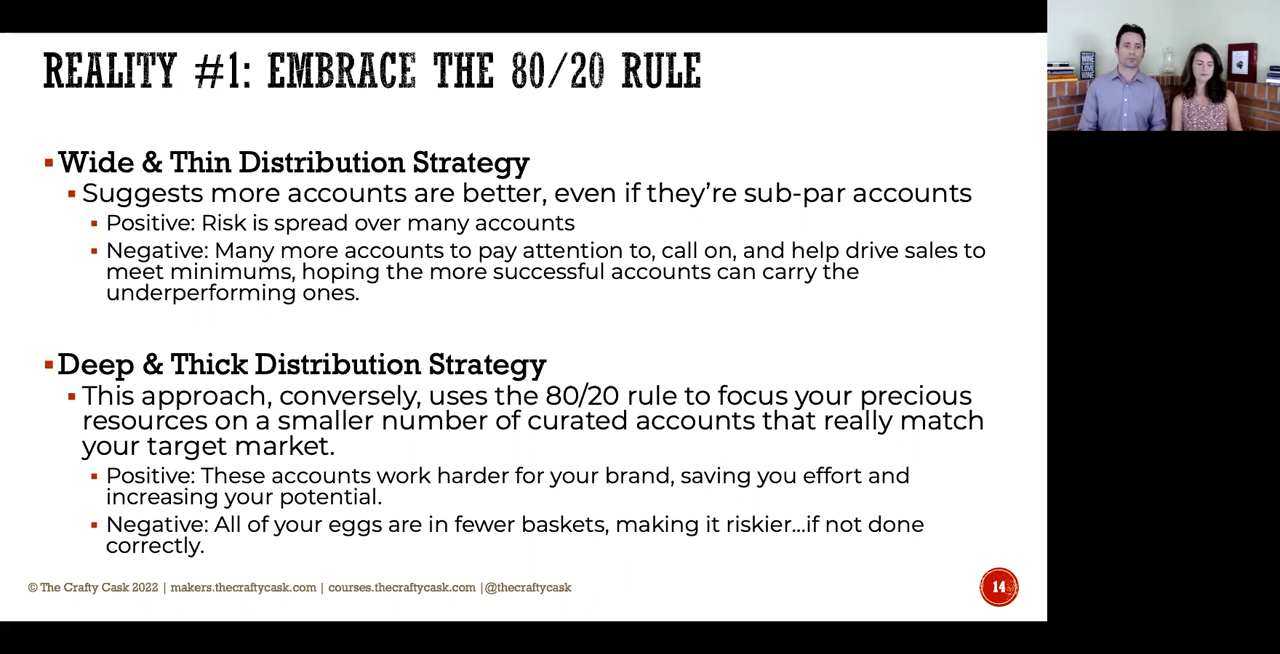 REALITY #1: EMBRACE THE 80/20 RULE
Wide & Thin Distribution Strategy
Suggests more accounts are better, even if they're sub-par accounts
Positive: Risk is spread over many accounts
Negative: Many more accounts to pay attention to, call on, and help drive sales to
meet minimums, hoping the more successful accounts can carry the
underperforming ones.
Deep & Thick Distribution Strategy
This approach, conversely, uses the 80/20 rule to focus your precious
resources on a smaller number of curated accounts that really match
your target market.
Positive: These accounts work harder for your brand, saving you effort and
increasing your potential.
Negative: All of your eggs are in fewer baskets, making it riskier...if not done
correctly.
© The Crafty Cask 2022 | makers.thecraftycask.com | courses.thecraftycask.com |@thecraftycask
14